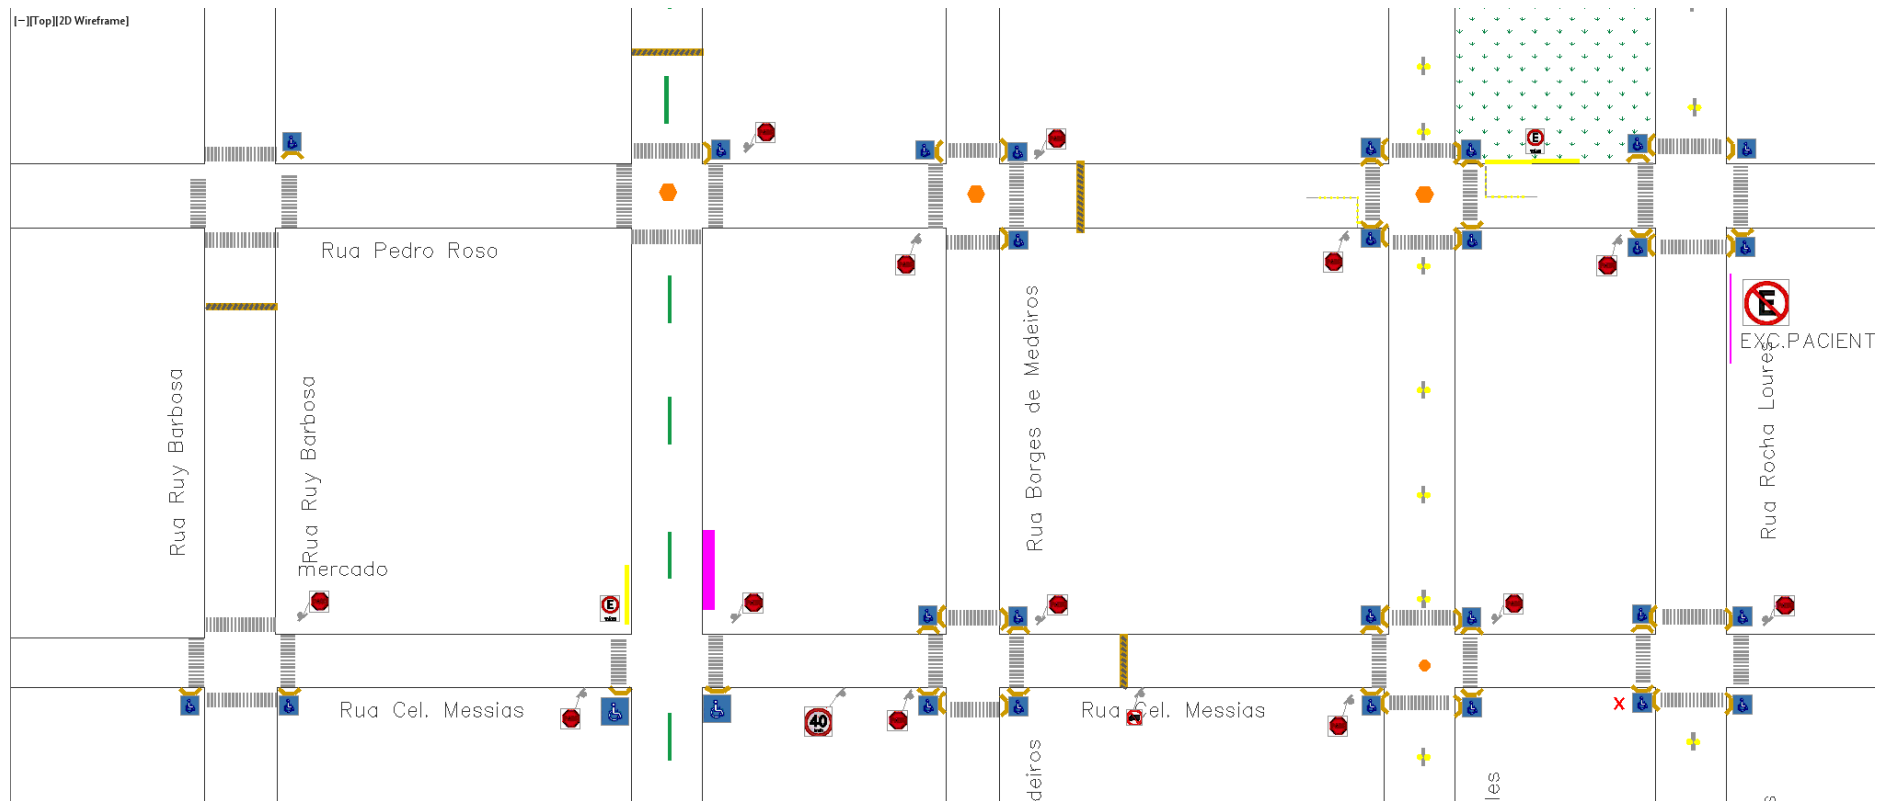 [−][Top][2D Wireframe]
E
Rua Pedro Roso
E
EXC.PACIENT
Rua Ruy Barbosa
Rua Ruy Barbosa
Rua Borges de Medeiros
Rua Rocha Loures
mercado
E
Rua Cel. Messias
40
Rua Cel. Messias
X
deiros
les
s